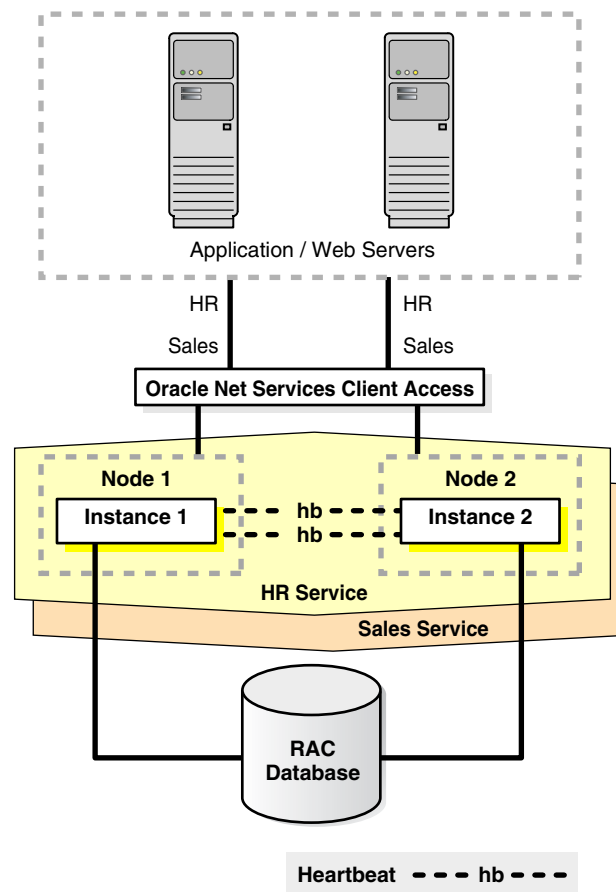 Application / Web Servers
HR
HR
Sales
Sales
Oracle Net Services Client Access
Node 1
Node 2
Instance 1
hb
Instance 2
hb
HR Service
Sales Service
RAC
Database
Heartbeat
hb